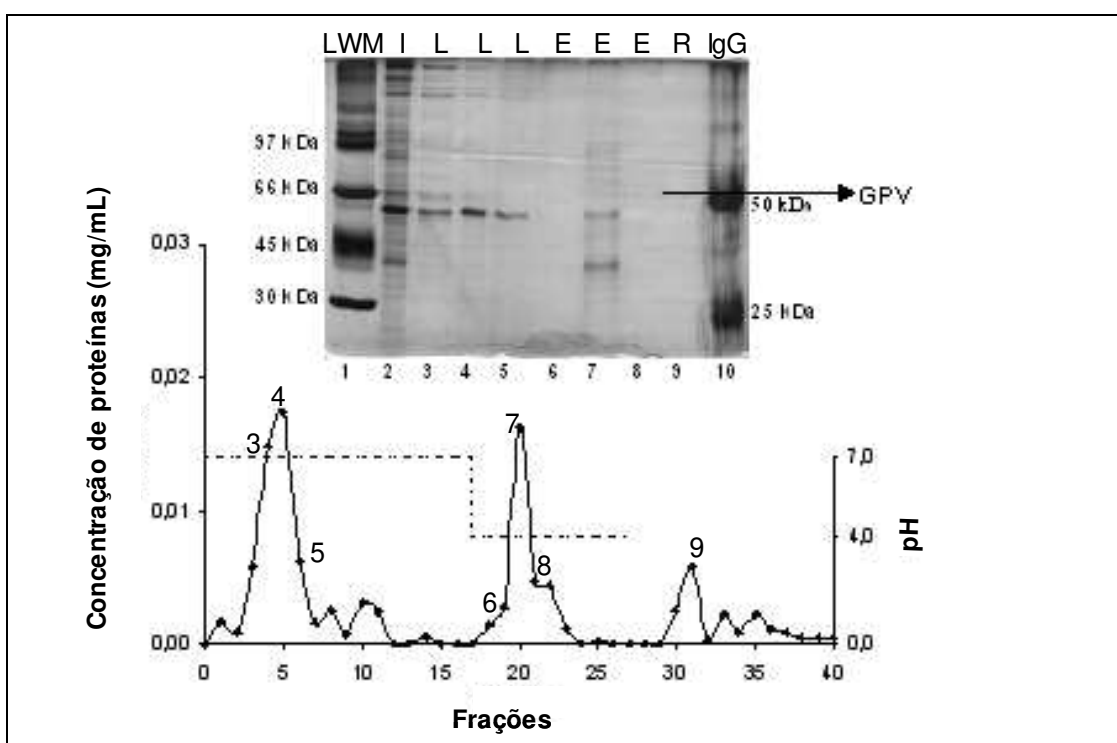 LWM I L L L E E E R IgG
97 kDa
66 kDa
GPV
50 kDa
45 kDa
30 kDa
25 kDa
1 2 3 4 5 6 7 8 9 10
Concentração de proteínas (mg/mL)
0,03
0,02
0,01
0,00
3
4
5
6
7
8
9
7,0
4,0
0,0
pH
0 5 10 15 20 25 30 35 40
Frações